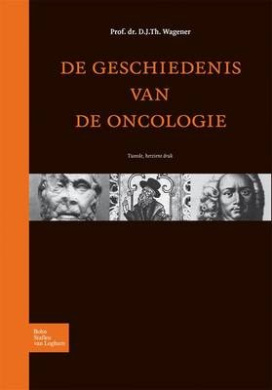 Prof. dr. D.J.Th. Wagener
DE GESCHIEDENIS
VAN
DE ONCOLOGIE
Tweede, herziene druk
Bohn
Stafleu
van Loghum